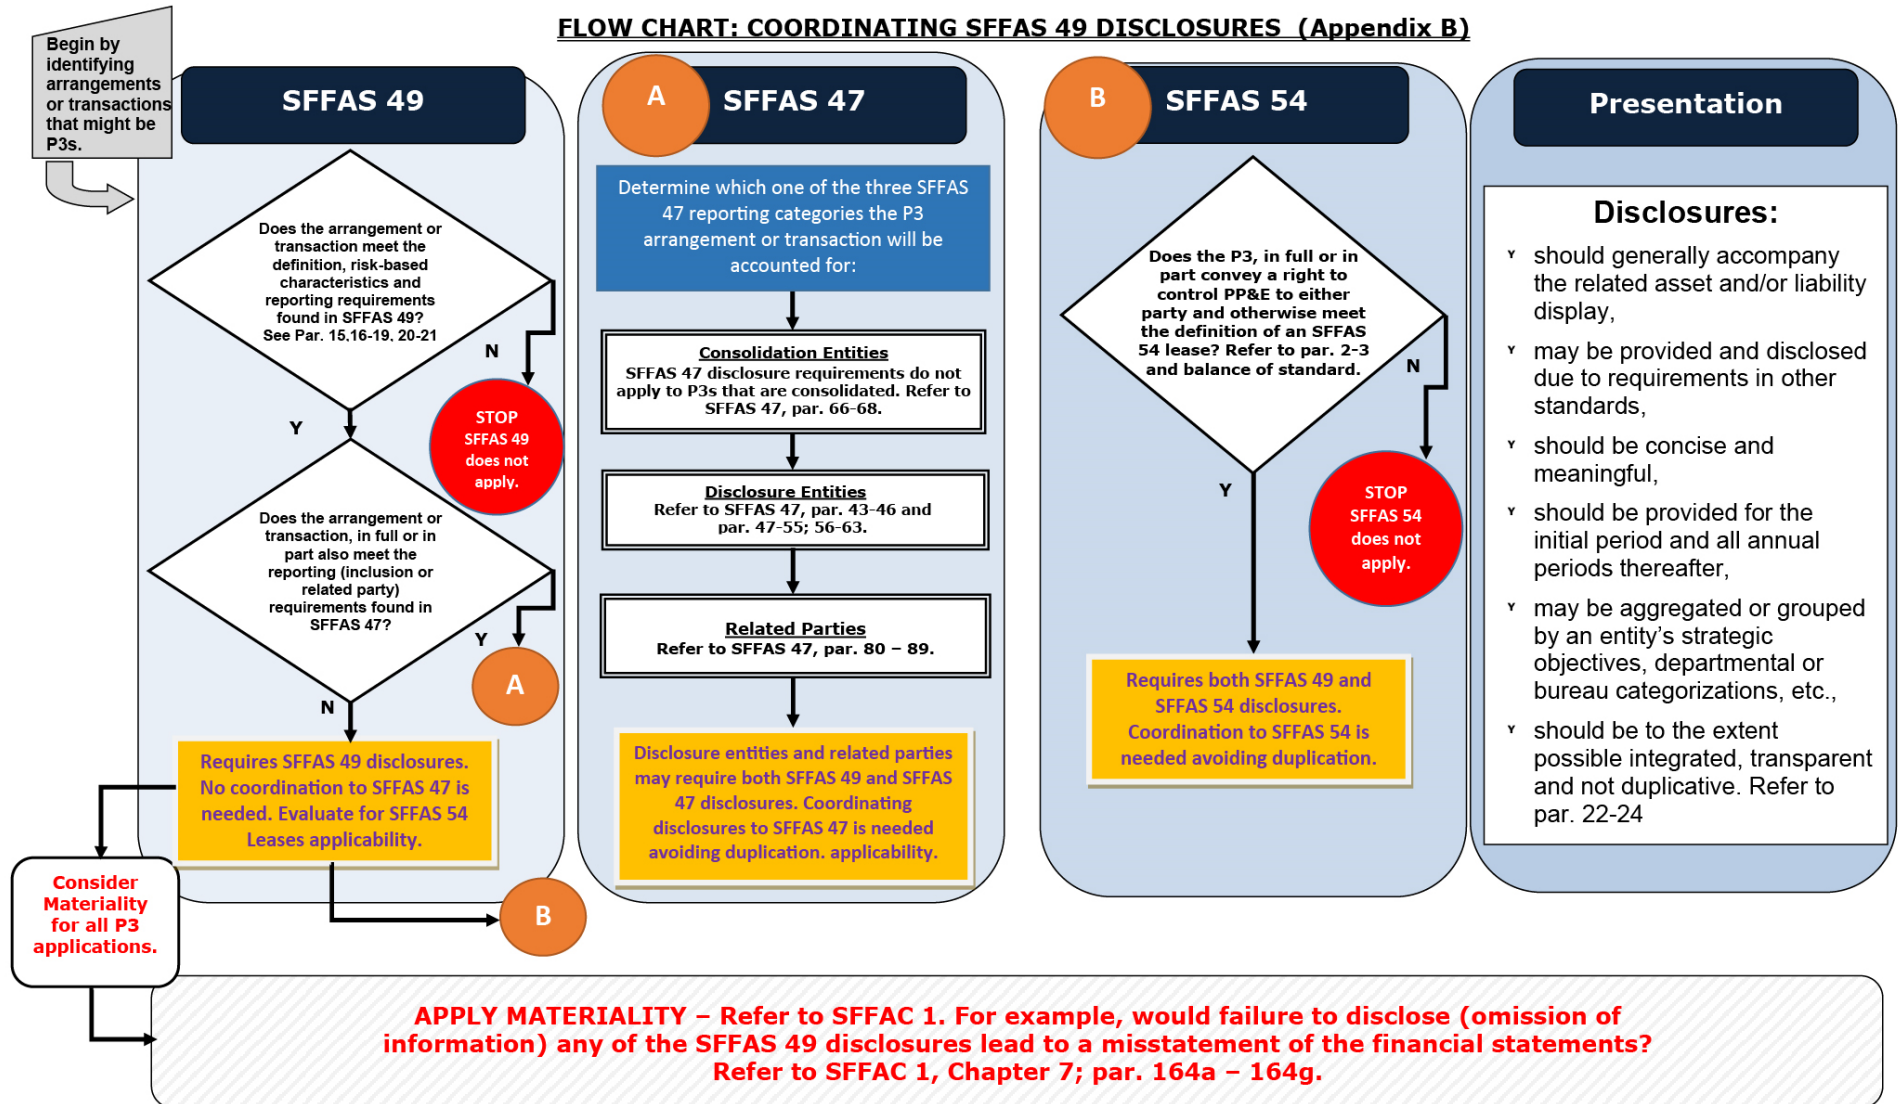 FLOW CHART: COORDINATING SFFAS 49 DISCLOSURES  (Appendix B)
Begin by
identifying
arrangements
or transactions
that might be
P3s.
SFFAS 49
Does the arrangement or
transaction meet the
definition, risk-based
characteristics and
reporting requirements
found in SFFAS 49?
See Par. 15,16-19, 20-21
N
STOP
SFFAS 49
does not
apply.
Y
Does the arrangement or
transaction, in full or in
part also meet the
reporting (inclusion or
related party)
requirements found in
SFFAS 47?
Y
A
N
Requires SFFAS 49 disclosures.
No coordination to SFFAS 47 is
needed. Evaluate for SFFAS 54
Leases applicability.
B
Consider
Materiality
for all P3
applications.
A
SFFAS 47
Determine which one of the three SFFAS
47 reporting categories the P3
arrangement or transaction will be
accounted for:
Consolidation Entities
SFFAS 47 disclosure requirements do not
apply to P3s that are consolidated. Refer to
SFFAS 47, par. 66-68.
Disclosure Entities
Refer to SFFAS 47, par. 43-46 and
par. 47-55; 56-63.
Related Parties
Refer to SFFAS 47, par. 80 – 89.
Disclosure entities and related parties
may require both SFFAS 49 and SFFAS
47 disclosures. Coordinating
disclosures to SFFAS 47 is needed
avoiding duplication. applicability.
B
SFFAS 54
Does the P3, in full or in
part convey a right to
control PP&E to either
party and otherwise meet
the definition of an SFFAS
54 lease? Refer to par. 2-3
and balance of standard.
N
STOP
SFFAS 54
does not
apply.
Y
Requires both SFFAS 49 and
SFFAS 54 disclosures.
Coordination to SFFAS 54 is
needed avoiding duplication.
Presentation
Disclosures:
Y should generally accompany
the related asset and/or liability
display,
Y may be provided and disclosed
due to requirements in other
standards,
Y should be concise and
meaningful,
Y should be provided for the
initial period and all annual
periods thereafter,
Y may be aggregated or grouped
by an entity's strategic
objectives, departmental or
bureau categorizations, etc.,
Y should be to the extent
possible integrated, transparent
and not duplicative. Refer to
par. 22-24
APPLY MATERIALITY – Refer to SFFAC 1. For example, would failure to disclose (omission of
information) any of the SFFAS 49 disclosures lead to a misstatement of the financial statements?
Refer to SFFAC 1, Chapter 7; par. 164a – 164g.